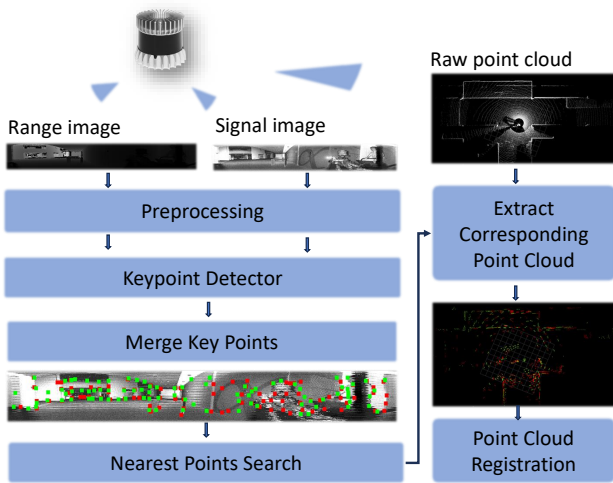 Raw point cloud
Range image
Signal image
Preprocessing
Keypoint Detector
Merge Key Points
Nearest Points Search
Extract
Corresponding
Point Cloud
Point Cloud
Registration